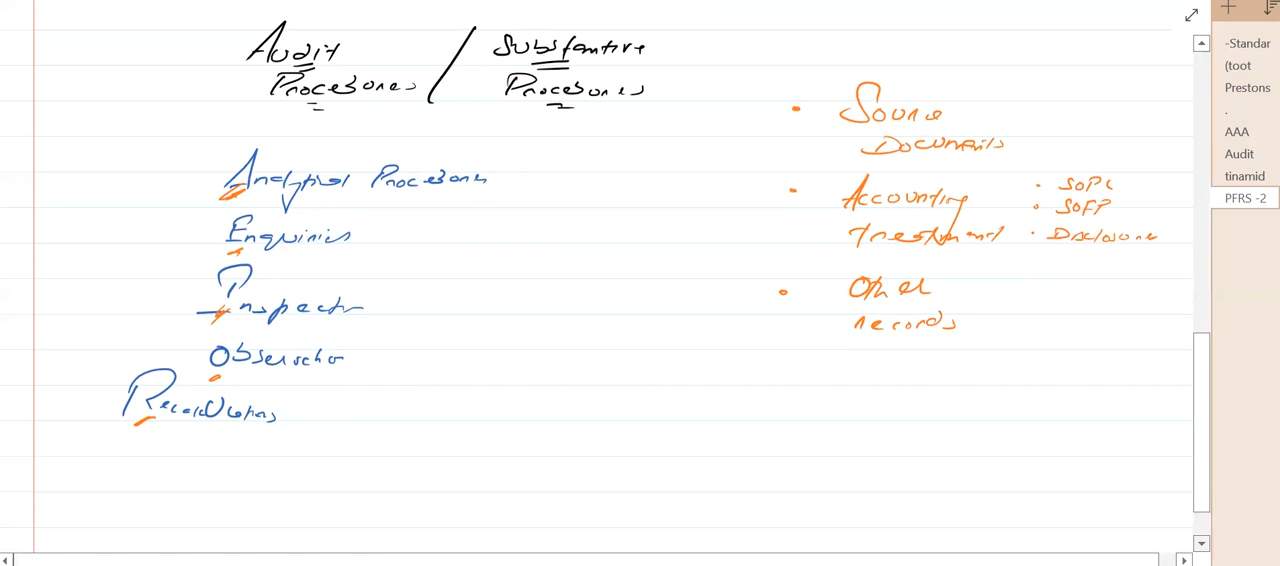 Audit / Substantive
Procedures Procedures
Analytical Procedures
Enquiries
Inspection
Observation
Recalculations
• Source
Documents
• Accounting
Treatment
• SOPL
• SOFP
• Disclosure
• Other
records
-Standar
(toot
Prestons
.
AAA
Audit
tinamid
PFRS -2